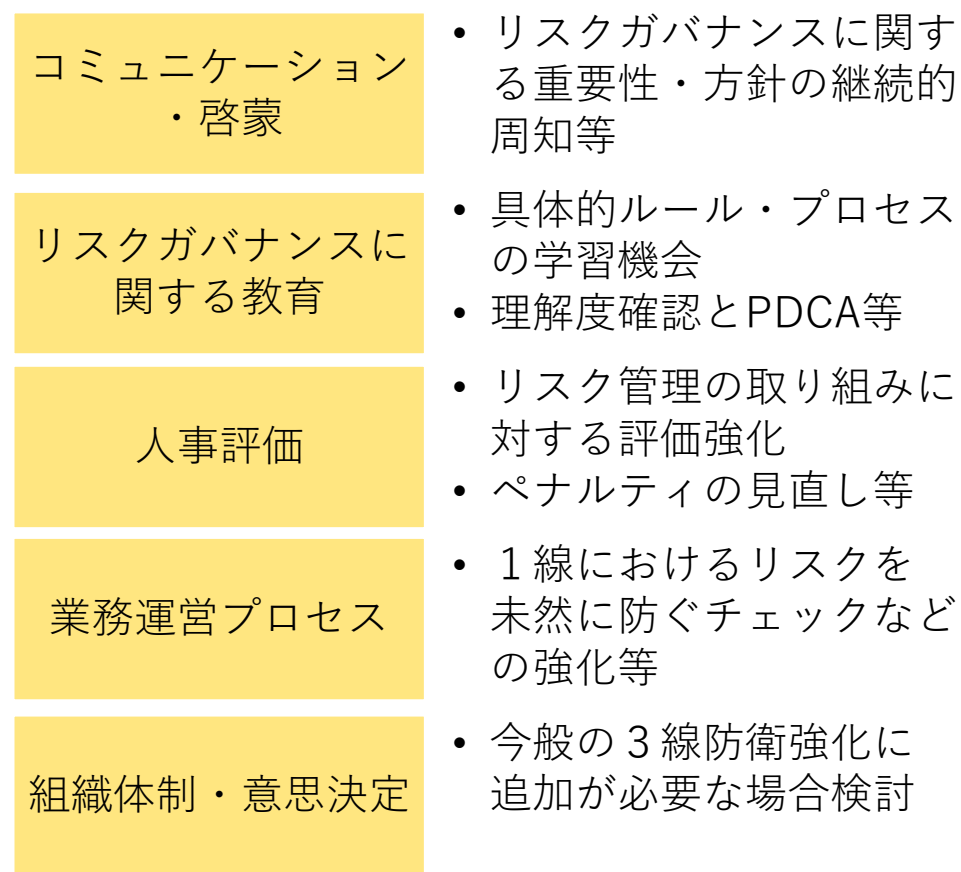 コミュニケーション
・啓蒙
• リスクガバナンスに関す
る重要性・方針の継続的
周知等
リスクガバナンスに
関する教育
• 具体的ルール・プロセス
の学習機会
• 理解度確認とPDCA等
人事評価
• リスク管理の取り組みに
対する評価強化
• ペナルティの見直し等
業務運営プロセス
• １線におけるリスクを
未然に防ぐチェックなど
の強化等
組織体制・意思決定
• 今般の３線防衛強化に
追加が必要な場合検討